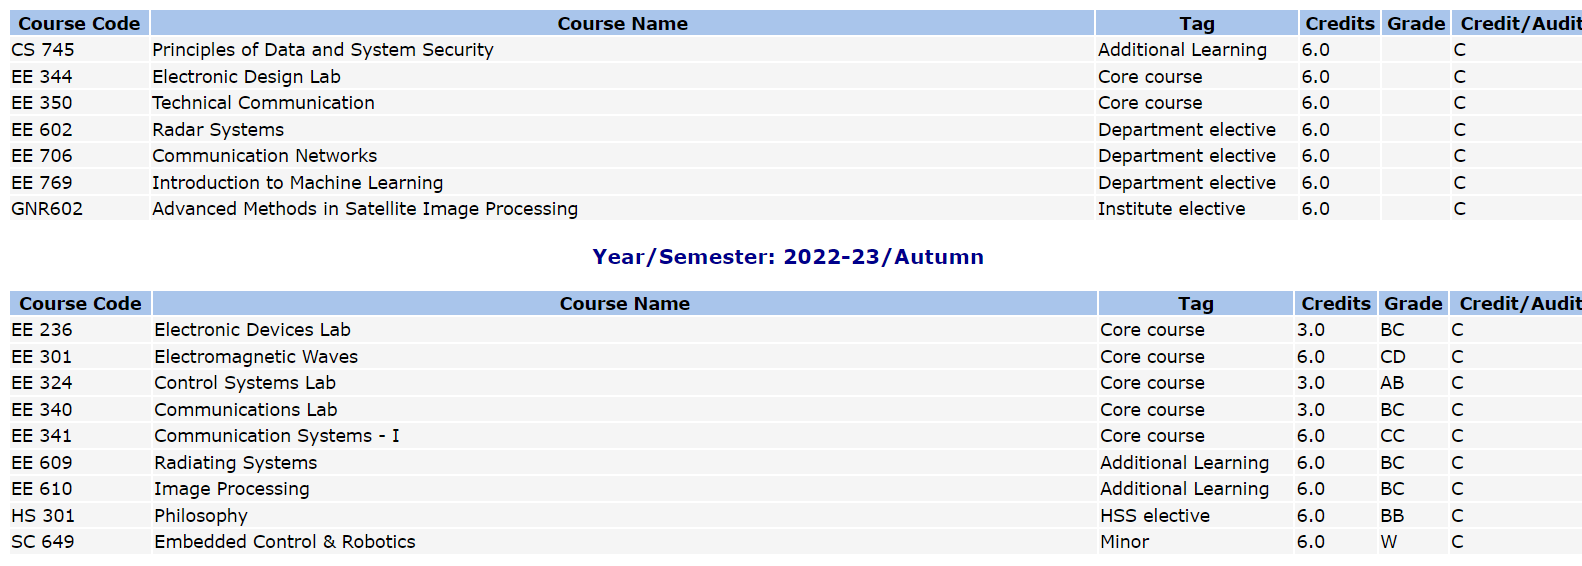 Course Code Course Name Tag Credits Grade Credit/Audit
CS 745 Principles of Data and System Security Additional Learning 6.0 C
EE 344 Electronic Design Lab Core course 6.0 C
EE 350 Technical Communication Core course 6.0 C
EE 602 Radar Systems Department elective 6.0 C
EE 706 Communication Networks Department elective 6.0 C
EE 769 Introduction to Machine Learning Department elective 6.0 C
GNR602 Advanced Methods in Satellite Image Processing Institute elective 6.0 C
Year/Semester: 2022-23/Autumn
Course Code Course Name Tag Credits Grade Credit/Audit
EE 236 Electronic Devices Lab Core course 3.0 BC C
EE 301 Electromagnetic Waves Core course 6.0 CD C
EE 324 Control Systems Lab Core course 3.0 AB C
EE 340 Communications Lab Core course 3.0 BC C
EE 341 Communication Systems - I Core course 6.0 CC C
EE 609 Radiating Systems Additional Learning 6.0 BC C
EE 610 Image Processing Additional Learning 6.0 BC C
HS 301 Philosophy HSS elective 6.0 BB C
SC 649 Embedded Control & Robotics Minor 6.0 W C